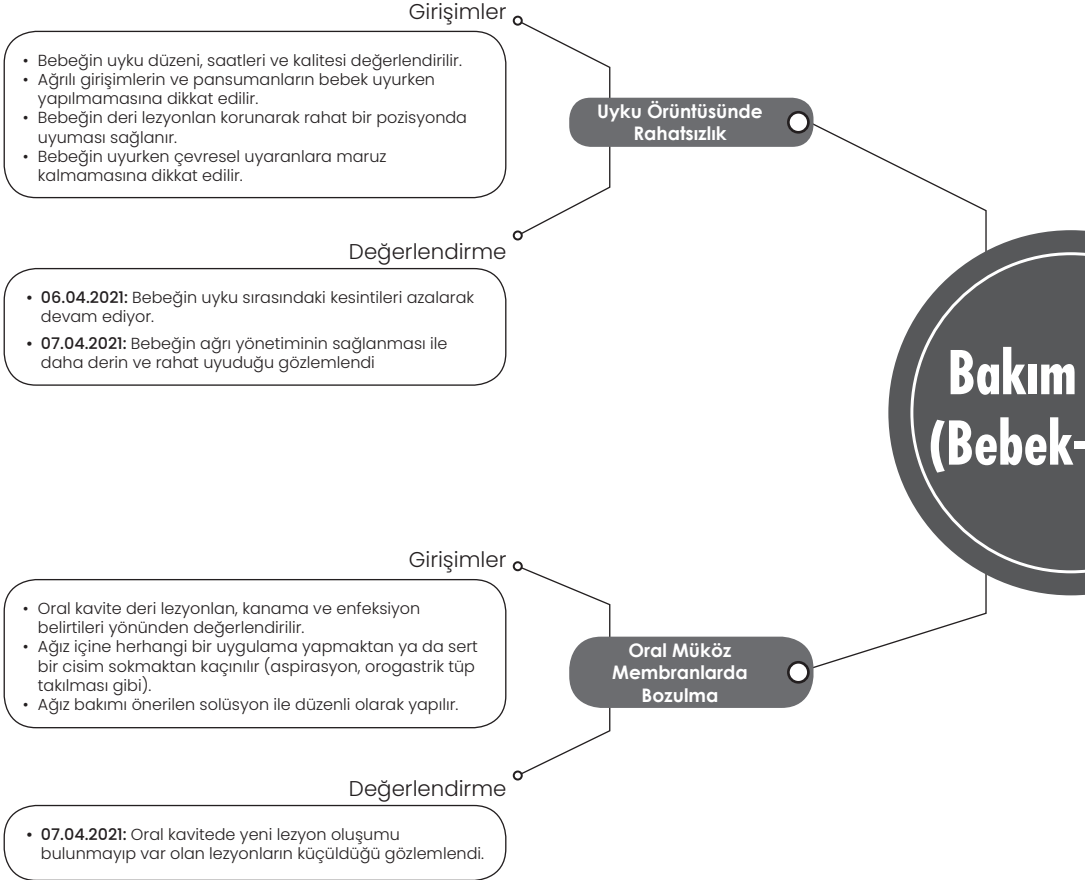 Girişimler
• Bebeğin uyku düzeni, saatleri ve kalitesi değerlendirilir.
• Ağrılı girişimlerin ve pansumanların bebek uyurken
yapılmamasına dikkat edilir.
• Bebeğin deri lezyonlan korunarak rahat bir pozisyonda
uyuması sağlanır.
• Bebeğin uyurken çevresel uyaranlara maruz
kalmamasına dikkat edilir.
Uyku Örüntüsünde
Rahatsızlık
Değerlendirme
• 06.04.2021: Bebeğin uyku sırasındaki kesintileri azalarak
devam ediyor.
• 07.04.2021: Bebeğin ağrı yönetiminin sağlanması ile
daha derin ve rahat uyuduğu gözlemlendi
Bakım
(Bebek-
Girişimler
• Oral kavite deri lezyonlan, kanama ve enfeksiyon
belirtileri yönünden değerlendirilir.
• Ağız içine herhangi bir uygulama yapmaktan ya da sert
bir cisim sokmaktan kaçınılır (aspirasyon, orogastrik tüp
takılması gibi).
• Ağız bakımı önerilen solüsyon ile düzenli olarak yapılır.
Oral Müköz
Membranlarda
Bozulma
Değerlendirme
• 07.04.2021: Oral kavitede yeni lezyon oluşumu
bulunmayıp var olan lezyonların küçüldüğü gözlemlendi.